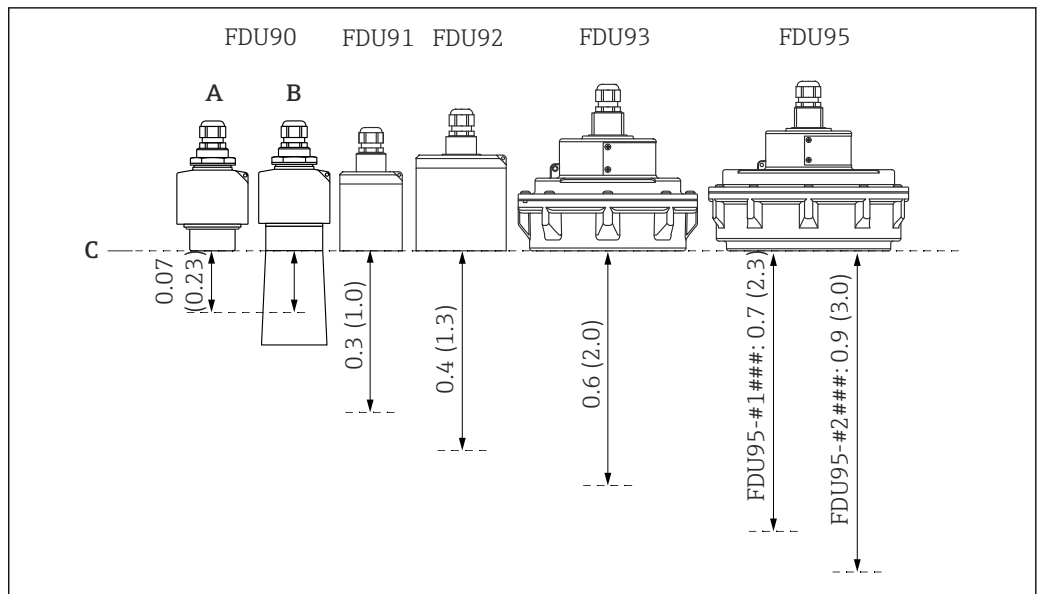 FDU90
FDU91
FDU92
FDU93
FDU95
A
B
C
0.07
(0.23)
0.3 (1.0)
0.4 (1.3)
0.6 (2.0)
FDU95-#1###: 0.7 (2.3)
FDU95-#2###: 0.9 (3.0)